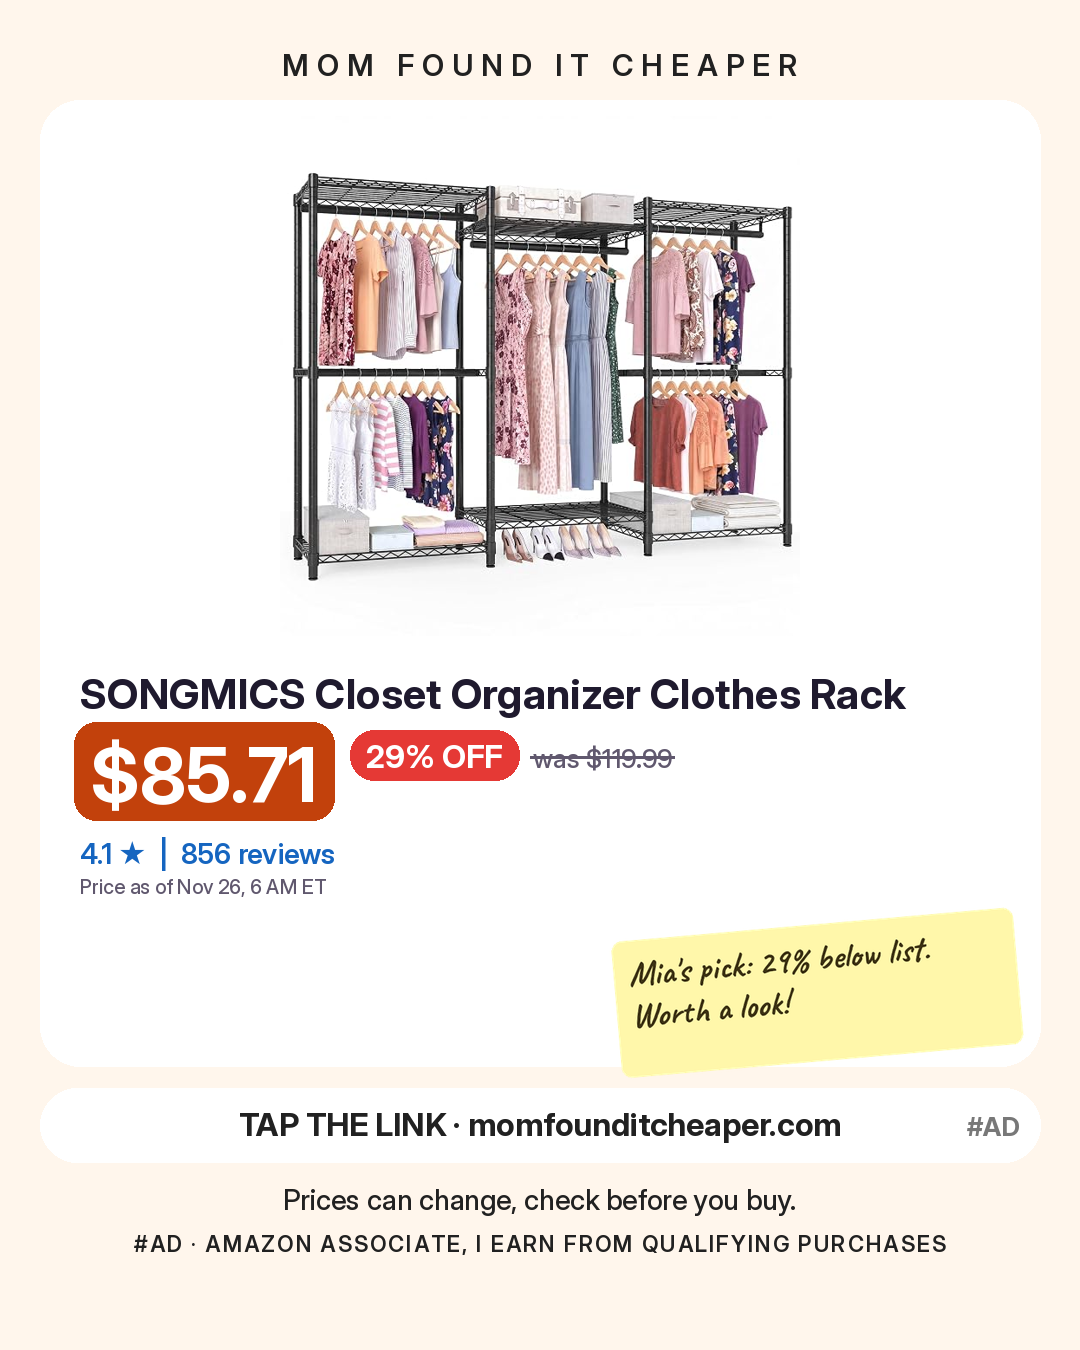 MOM FOUND IT CHEAPER
SONGMICS Closet Organizer Clothes Rack
$85.71
29% OFF
was $119.99
4.1 ★ | 856 reviews
Price as of Nov 26, 6 AM ET
Mia's pick: 29% below list.
Worth a look!
TAP THE LINK · momfounditcheaper.com
#AD
Prices can change, check before you buy.
#AD · AMAZON ASSOCIATE, I EARN FROM QUALIFYING PURCHASES